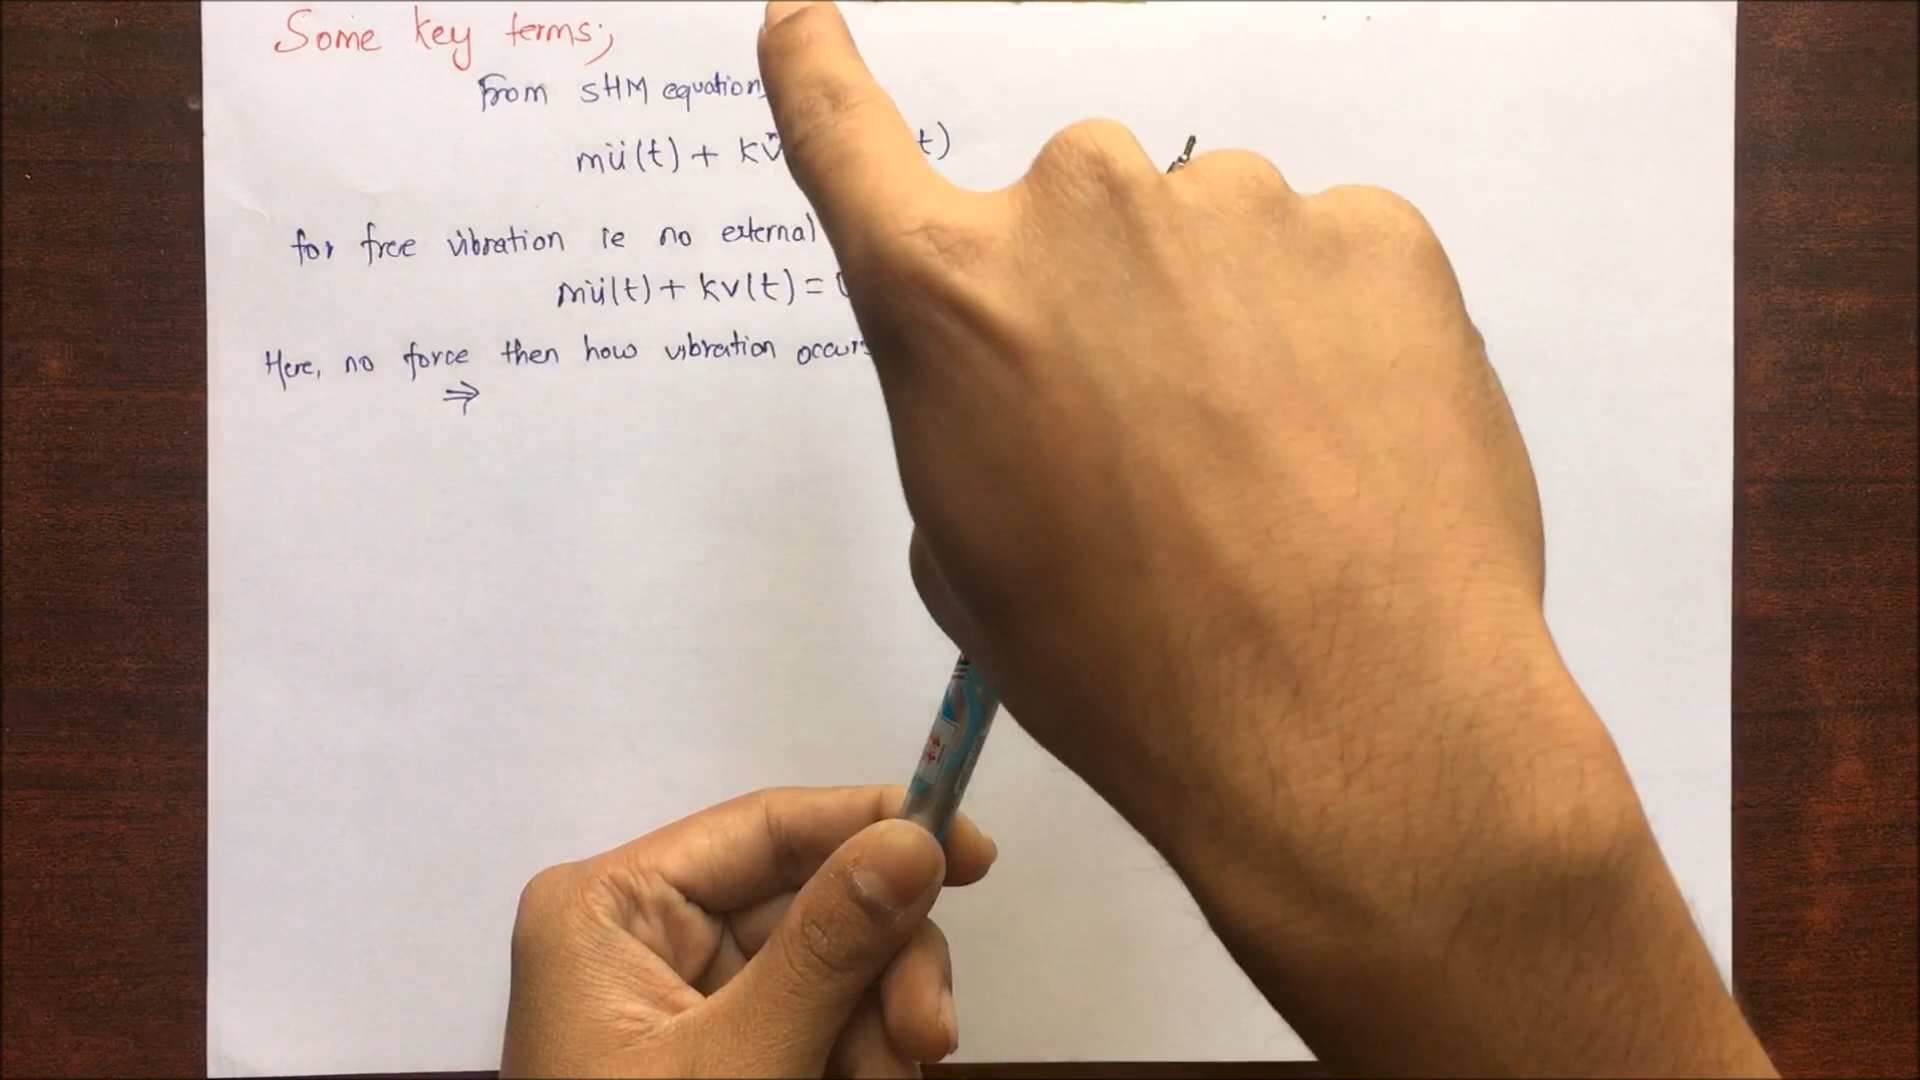 Some key terms;
From SHM equation,
mü(t) + kv t)
for free vibration ie no external
mü(t) + kv(t) =
Here, no force then how vibration occurs
⇒